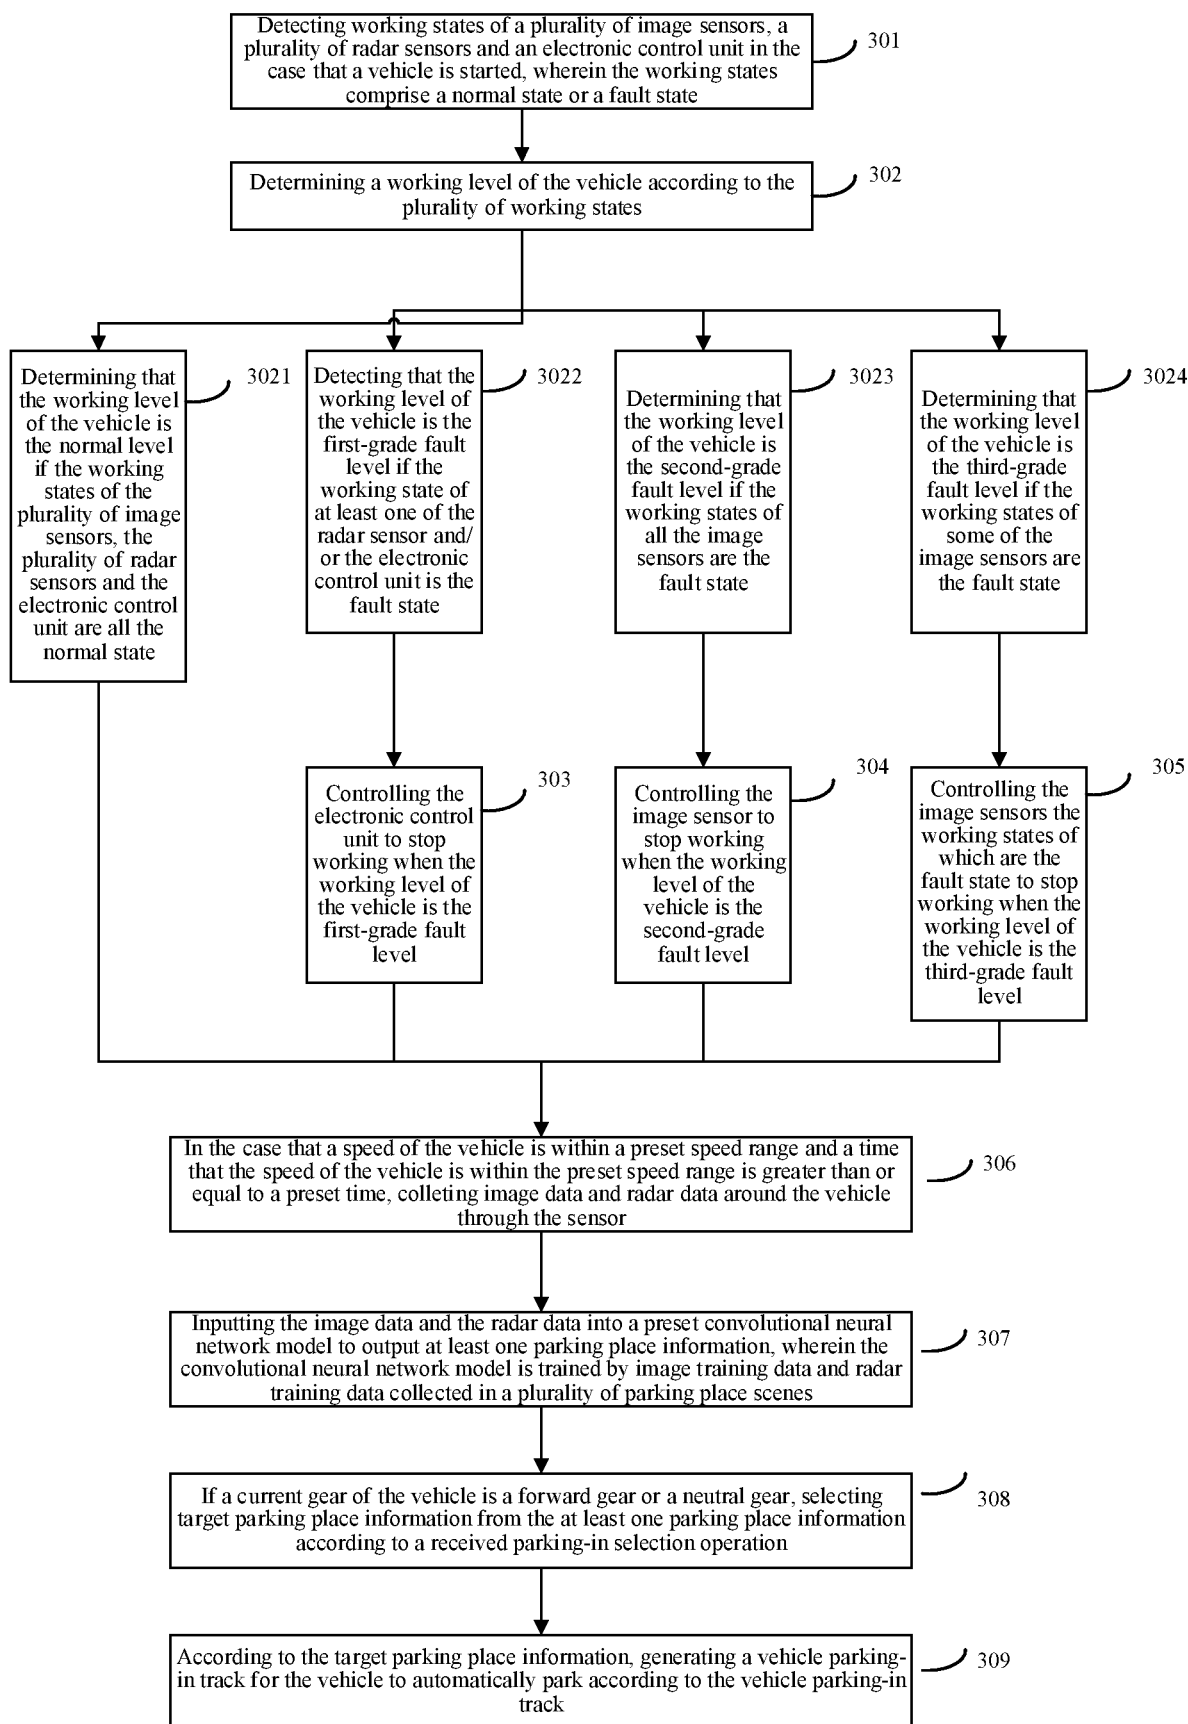 Detecting working states of a plurality of image sensors, a
plurality of radar sensors and an electronic control unit in the
case that a vehicle is started, wherein the working states
comprise a normal state or a fault state
301
Determining a working level of the vehicle according to the
plurality of working states
302
Determining that
the working level
of the vehicle is
the normal level
if the working
states of the
plurality of image
sensors, the
plurality of radar
sensors and the
electronic control
unit are all the
normal state
3021
Detecting that the
working level of
the vehicle is the
first-grade fault
level if the
working state of
at least one of the
radar sensor and/
or the electronic
control unit is the
fault state
3022
Determining that
the working level
of the vehicle is
the second-grade
fault level if the
working states of
all the image
sensors are the
fault state
3023
Determining that
the working level
of the vehicle is
the third-grade
fault level if the
working states of
some of the
image sensors are
the fault state
3024
Controlling the
electronic control
unit to stop
working when the
working level of
the vehicle is the
first-grade fault
level
303
Controlling the
image sensor to
stop working
when the working
level of the
vehicle is the
second-grade
fault level
304
Controlling the
image sensors the
working states of
which are the
fault state to stop
working when the
working level of
the vehicle is the
third-grade fault
level
305
In the case that a speed of the vehicle is within a preset speed range and a time
that the speed of the vehicle is within the preset speed range is greater than or
equal to a preset time, colleting image data and radar data around the vehicle
through the sensor
306
Inputting the image data and the radar data into a preset convolutional neural
network model to output at least one parking place information, wherein the
convolutional neural network model is trained by image training data and radar
training data collected in a plurality of parking place scenes
307
If a current gear of the vehicle is a forward gear or a neutral gear, selecting
target parking place information from the at least one parking place information
according to a received parking-in selection operation
308
According to the target parking place information, generating a vehicle parking-
in track for the vehicle to automatically park according to the vehicle parking-in
track
309